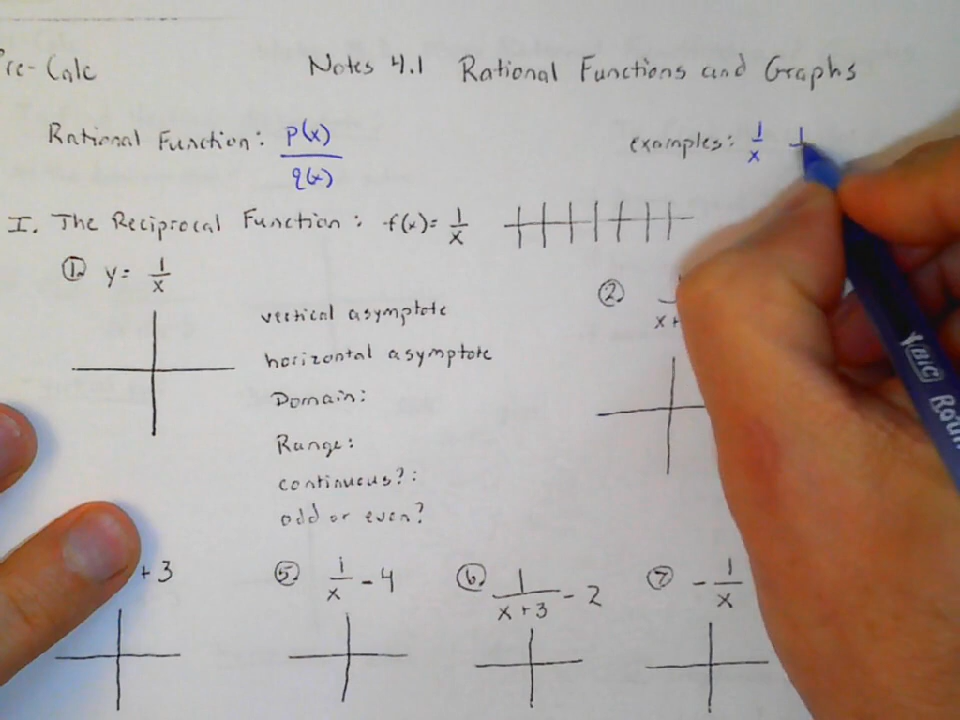 Pre-Calc Notes 4.1 Rational Functions and Graphs
Rational Function: p(x)/q(x) examples: 1/x 1
I. The Reciprocal Function: f(x)= 1/x
① y= 1/x
②
x+
vertical asymptote
horizontal asymptote
Domain:
Range:
continuous?:
odd or even?
+3 ⑤ 1/x - 4 ⑥ 1/(x+3) - 2 ⑦ - 1/x
BIC